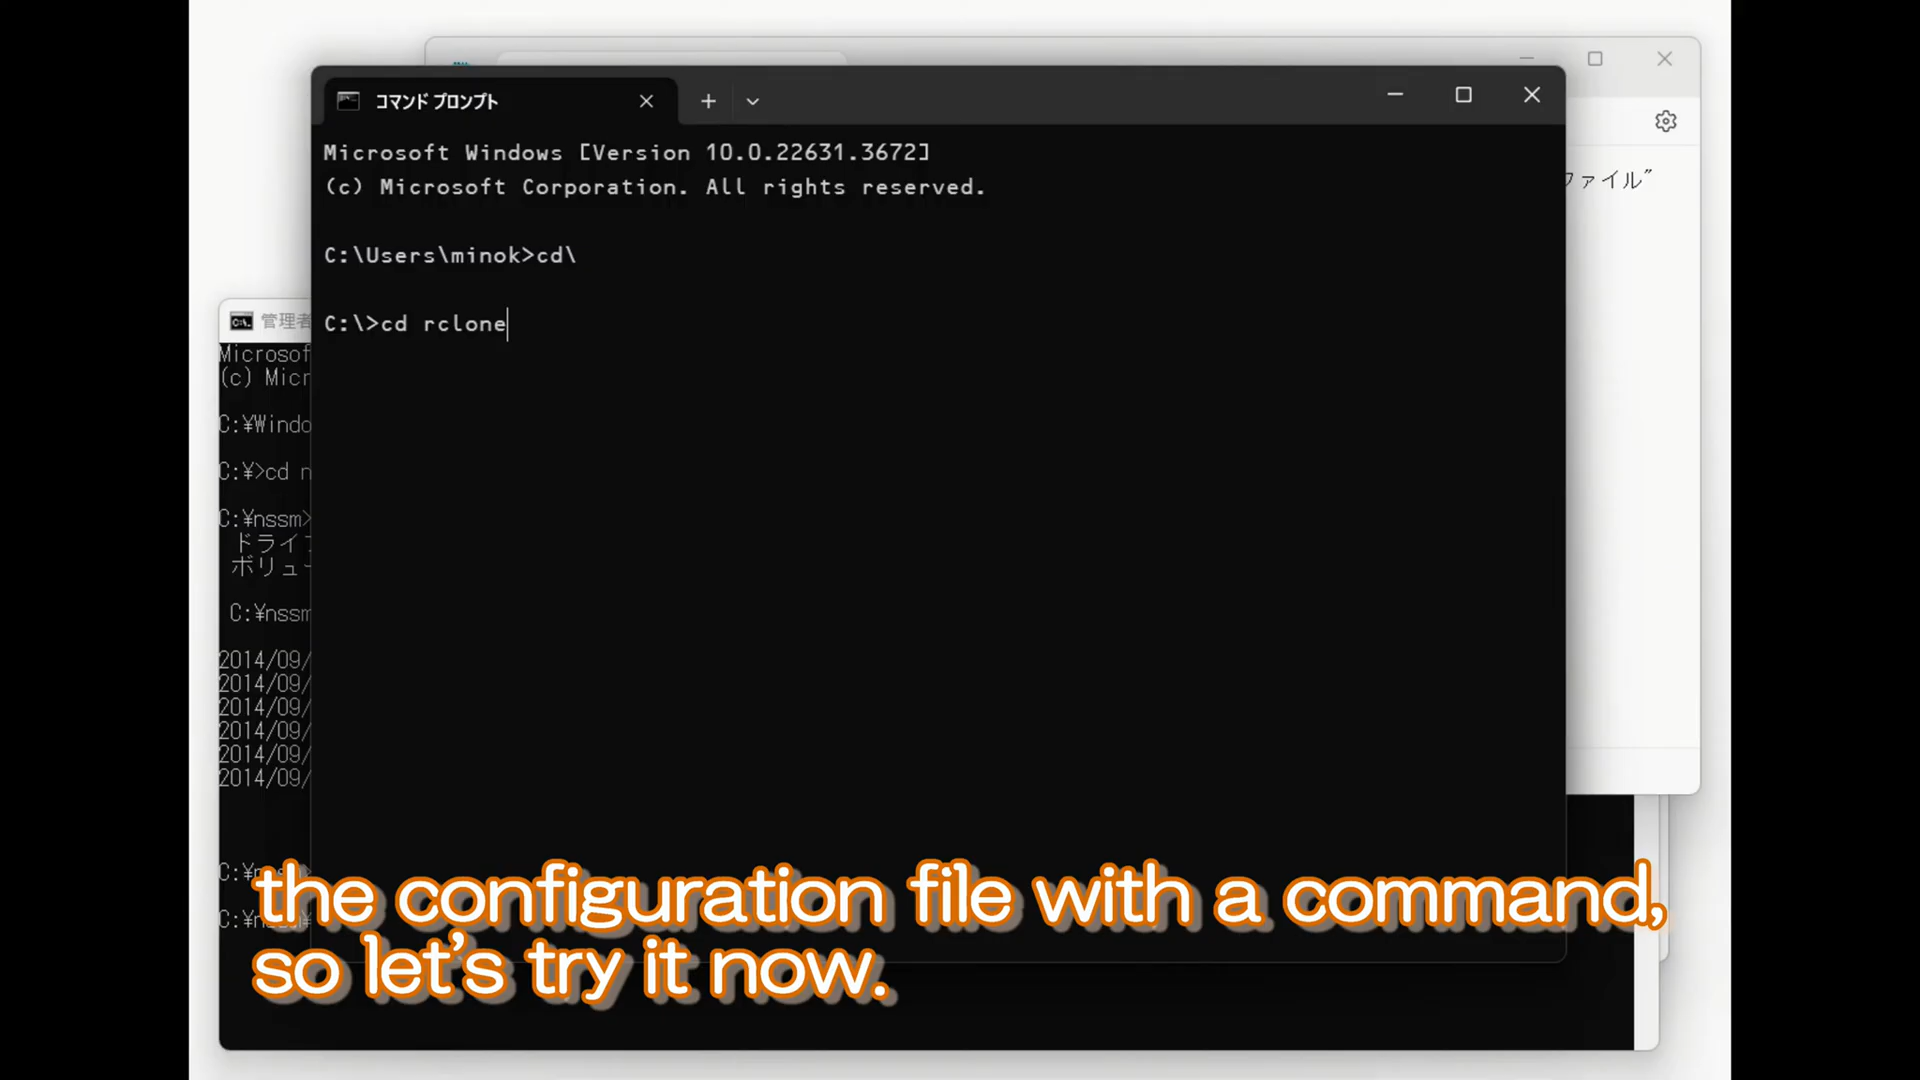 コマンド プロンプト
Microsoft Windows [Version 10.0.22631.3672]
(c) Microsoft Corporation. All rights reserved.
C:\Users\minok>cd\
C:\>cd rclone
ファイル"
管理者
Microsof
(c) Micr
C:¥Windo
C:¥>cd n
C:¥nssm>
ドライ
ボリュー
C:¥nssm
2014/09/
2014/09/
2014/09/
2014/09/
2014/09/
2014/09/
the configuration file with a command,
so let's try it now.